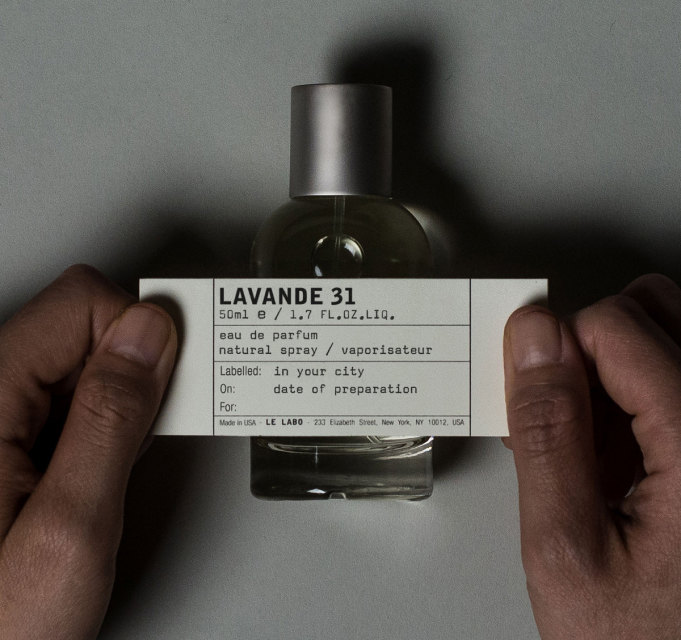 LAVANDE 31
50ml e / 1.7 FL.OZ.LIQ.
eau de parfum
natural spray / vaporisateur
Labelled: in your city
On: date of preparation
For:
Made in USA · LE LABO · 233 Elizabeth Street, New York, NY 10012, USA